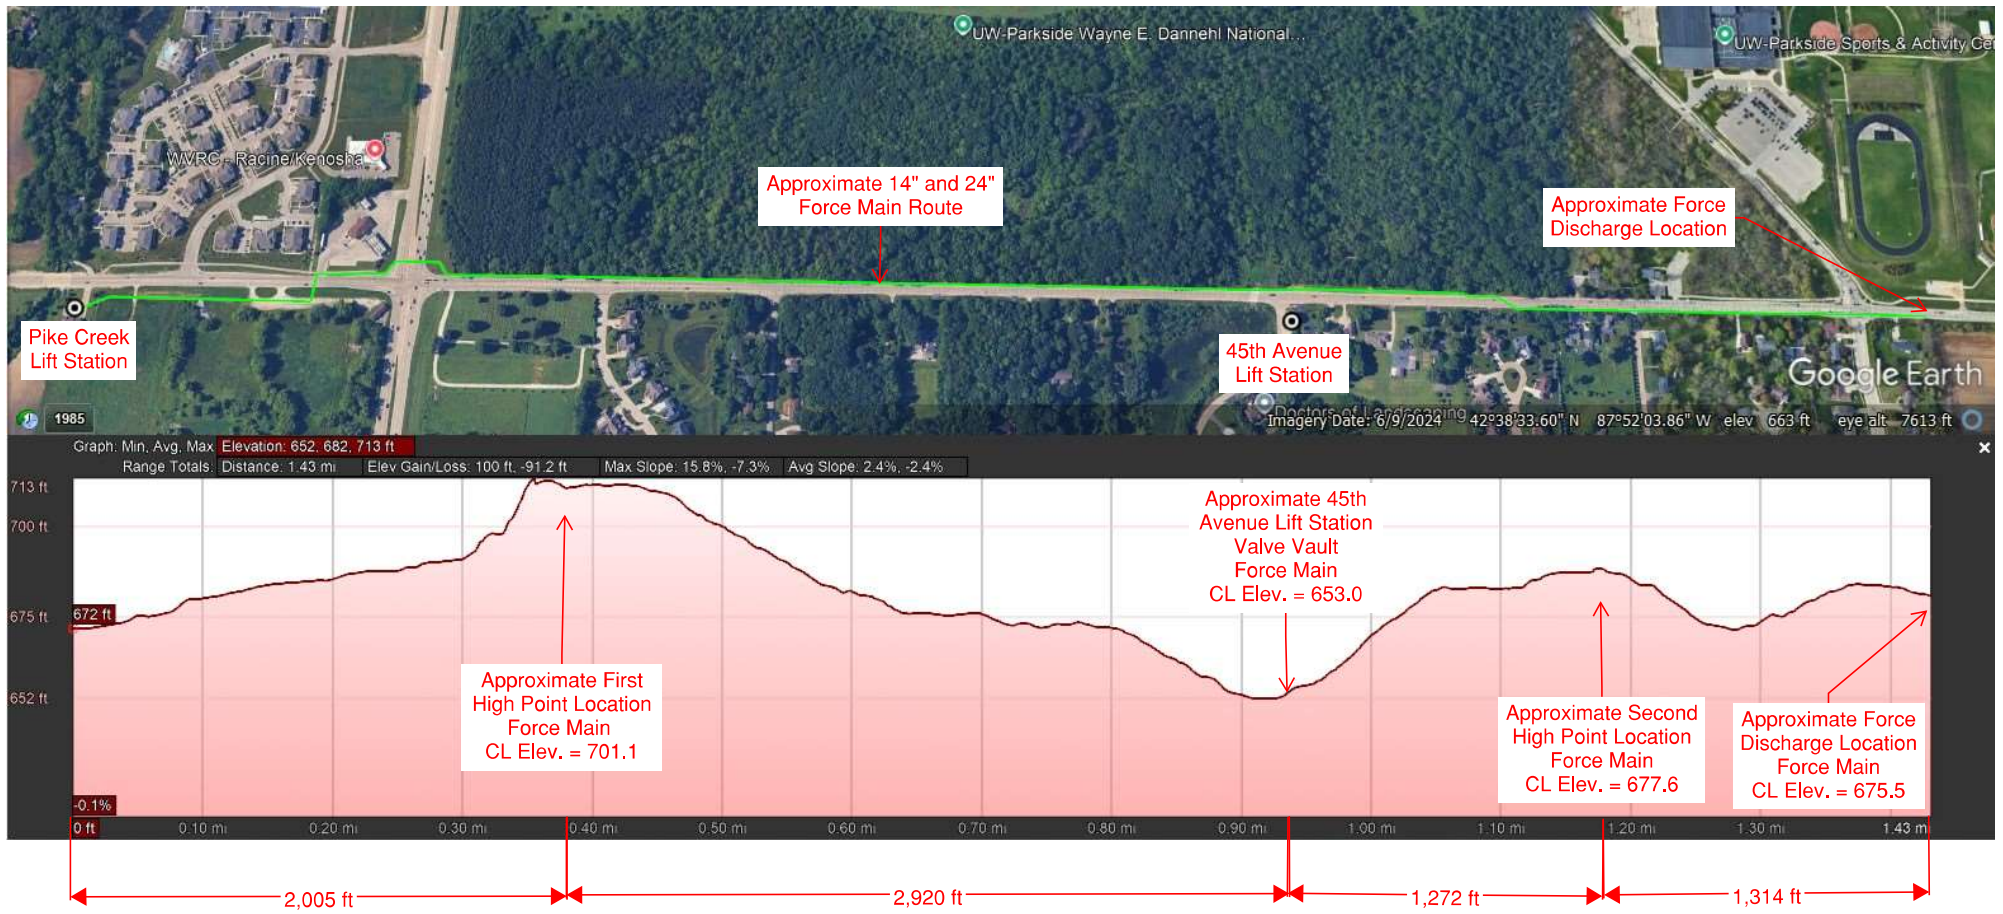 UW-Parkside Wayne E. Dannehl National...
UW-Parkside Sports & Activity Cen
WVRC - Racine/Kenosha
Approximate 14" and 24"
Force Main Route
Approximate Force
Discharge Location
Pike Creek
Lift Station
45th Avenue
Lift Station
Google Earth
Doctors of Landscaping
1985
Imagery Date: 6/9/2024 42°38'33.60" N 87°52'03.86" W elev 663 ft eye alt 7613 ft
Graph: Min, Avg, Max Elevation: 652, 682, 713 ft
Range Totals: Distance: 1.43 mi Elev Gain/Loss: 100 ft, -91.2 ft Max Slope: 15.8%, -7.3% Avg Slope: 2.4%, -2.4%
713 ft
700 ft
675 ft
652 ft
672 ft
Approximate 45th
Avenue Lift Station
Valve Vault
Force Main
CL Elev. = 653.0
Approximate First
High Point Location
Force Main
CL Elev. = 701.1
Approximate Second
High Point Location
Force Main
CL Elev. = 677.6
Approximate Force
Discharge Location
Force Main
CL Elev. = 675.5
-0.1%
0 ft 0.10 mi 0.20 mi 0.30 mi 0.40 mi 0.50 mi 0.60 mi 0.70 mi 0.80 mi 0.90 mi 1.00 mi 1.10 mi 1.20 mi 1.30 mi 1.43 m
2,005 ft 2,920 ft 1,272 ft 1,314 ft